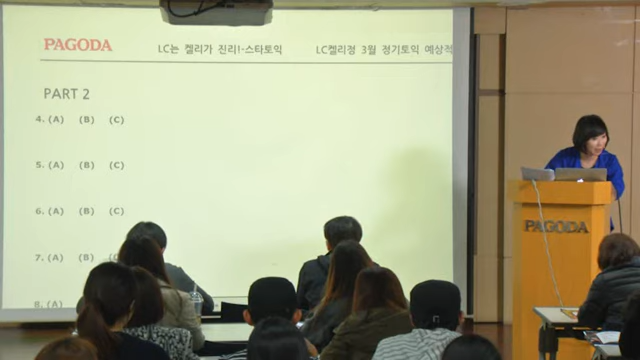 PAGODA LC는 켈리가 진리!-스타토익 LC켈리정 3월 정기토익 예상적
PART 2
4. (A) (B) (C)
5. (A) (B) (C)
6. (A) (B) (C)
7. (A) (B)
8. (A)
PAGODA